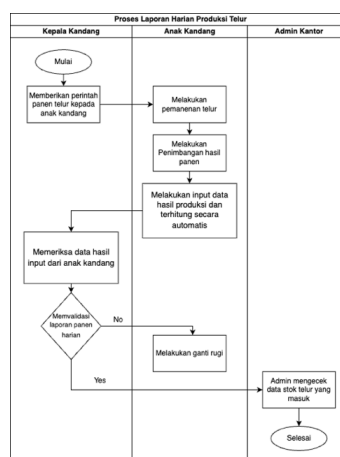 Proses Laporan Harian Produksi Telur
Kepala Kandang
Anak Kandang
Admin Kantor
Mulai
Memberikan perintah
panen telur kepada
anak kandang
Melakukan
pemanenan telur
Melakukan
Penimbangan hasil
panen
Melakukan input data
hasil produksi dan
terhitung secara
automatis
Memeriksa data hasil
input dari anak kandang
Memvalidasi
laporan panen
harian
No
Melakukan ganti rugi
Yes
Admin mengecek
data stok telur yang
masuk
Selesai